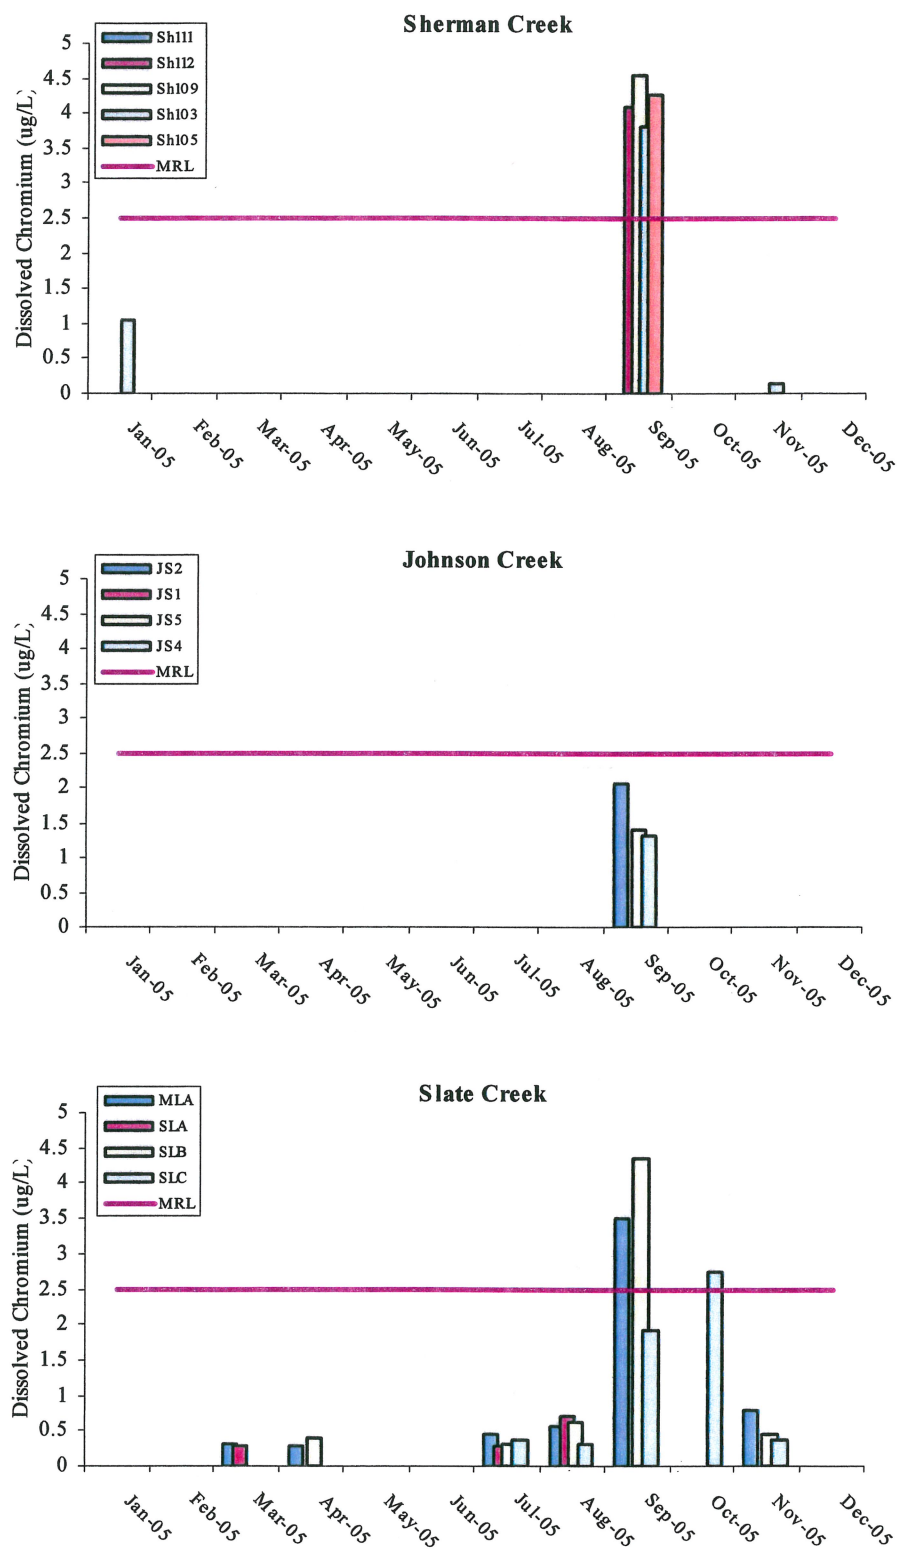 Sherman Creek
Dissolved Chromium (ug/L)
5
4.5
4
3.5
3
2.5
2
1.5
1
0.5
0
Sh111
Sh112
Sh109
Sh103
Sh105
MRL
Jan-05 Feb-05 Mar-05 Apr-05 May-05 Jun-05 Jul-05 Aug-05 Sep-05 Oct-05 Nov-05 Dec-05
Johnson Creek
Dissolved Chromium (ug/L)
5
4.5
4
3.5
3
2.5
2
1.5
1
0.5
0
JS2
JS1
JS5
JS4
MRL
Jan-05 Feb-05 Mar-05 Apr-05 May-05 Jun-05 Jul-05 Aug-05 Sep-05 Oct-05 Nov-05 Dec-05
Slate Creek
Dissolved Chromium (ug/L)
5
4.5
4
3.5
3
2.5
2
1.5
1
0.5
0
MLA
SLA
SLB
SLC
MRL
Jan-05 Feb-05 Mar-05 Apr-05 May-05 Jun-05 Jul-05 Aug-05 Sep-05 Oct-05 Nov-05 Dec-05